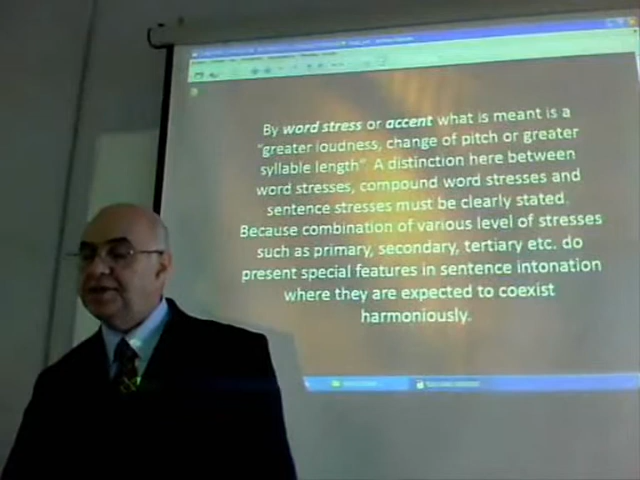 By word stress or accent what is meant is a
“greater loudness, change of pitch or greater
syllable length”. A distinction here between
word stresses, compound word stresses and
sentence stresses must be clearly stated.
Because combination of various level of stresses
such as primary, secondary, tertiary etc. do
present special features in sentence intonation
where they are expected to coexist
harmoniously.